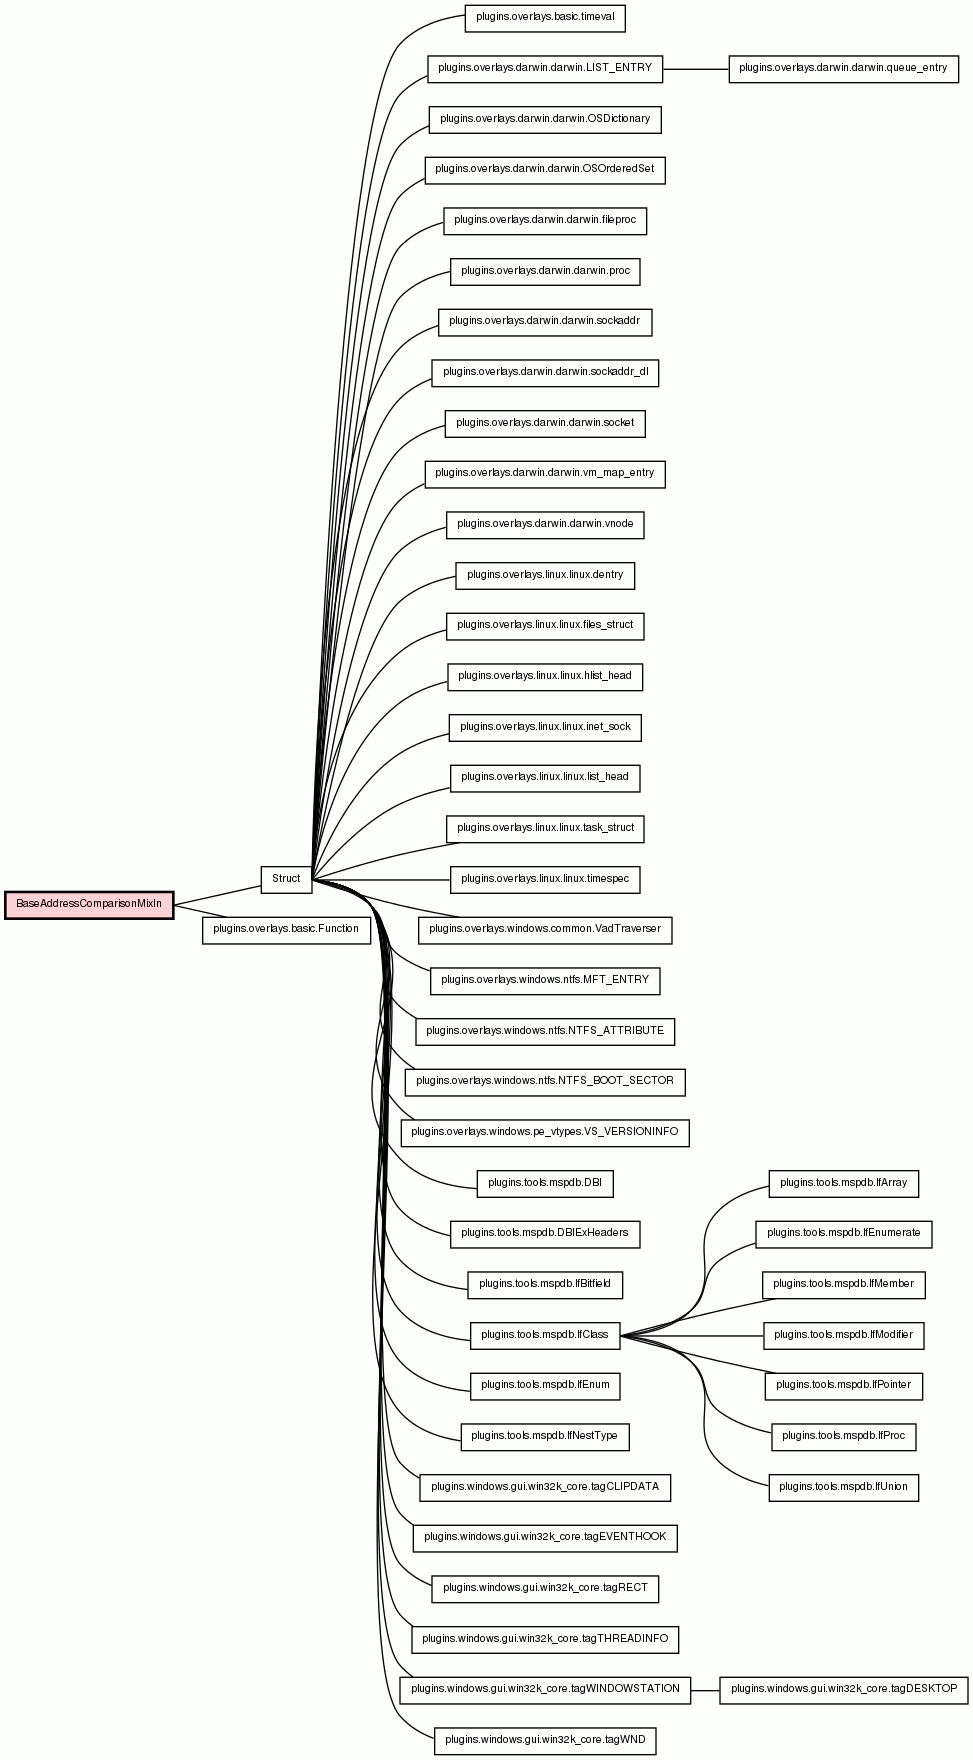 plugins.overlays.basic.timeval
plugins.overlays.darwin.darwin.LIST_ENTRY
plugins.overlays.darwin.darwin.queue_entry
plugins.overlays.darwin.darwin.OSDictionary
plugins.overlays.darwin.darwin.OSOrderedSet
plugins.overlays.darwin.darwin.fileproc
plugins.overlays.darwin.darwin.proc
plugins.overlays.darwin.darwin.sockaddr
plugins.overlays.darwin.darwin.sockaddr_dl
plugins.overlays.darwin.darwin.socket
plugins.overlays.darwin.darwin.vm_map_entry
plugins.overlays.darwin.darwin.vnode
plugins.overlays.linux.linux.dentry
plugins.overlays.linux.linux.files_struct
plugins.overlays.linux.linux.hlist_head
plugins.overlays.linux.linux.inet_sock
plugins.overlays.linux.linux.list_head
plugins.overlays.linux.linux.task_struct
Struct
plugins.overlays.linux.linux.timespec
BaseAddressComparisonMixIn
plugins.overlays.basic.Function
plugins.overlays.windows.common.VadTraverser
plugins.overlays.windows.ntfs.MFT_ENTRY
plugins.overlays.windows.ntfs.NTFS_ATTRIBUTE
plugins.overlays.windows.ntfs.NTFS_BOOT_SECTOR
plugins.overlays.windows.pe_vtypes.VS_VERSIONINFO
plugins.tools.mspdb.DBI
plugins.tools.mspdb.lfArray
plugins.tools.mspdb.DBIExHeaders
plugins.tools.mspdb.lfEnumerate
plugins.tools.mspdb.lfBitfield
plugins.tools.mspdb.lfMember
plugins.tools.mspdb.lfClass
plugins.tools.mspdb.lfModifier
plugins.tools.mspdb.lfEnum
plugins.tools.mspdb.lfPointer
plugins.tools.mspdb.lfNestType
plugins.tools.mspdb.lfProc
plugins.windows.gui.win32k_core.tagCLIPDATA
plugins.tools.mspdb.lfUnion
plugins.windows.gui.win32k_core.tagEVENTHOOK
plugins.windows.gui.win32k_core.tagRECT
plugins.windows.gui.win32k_core.tagTHREADINFO
plugins.windows.gui.win32k_core.tagWINDOWSTATION
plugins.windows.gui.win32k_core.tagDESKTOP
plugins.windows.gui.win32k_core.tagWND